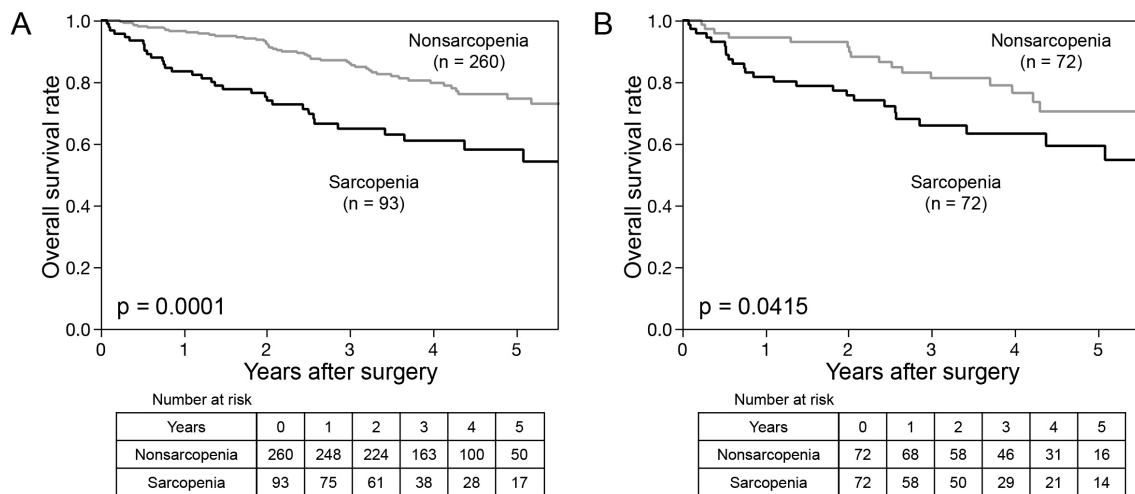 A
Overall survival rate
1.0
0.8
0.6
0.4
0.2
0.0
Nonsarcopenia
(n = 260)
Sarcopenia
(n = 93)
p = 0.0001
0 1 2 3 4 5
Years after surgery
Number at risk
Years 0 1 2 3 4 5
Nonsarcopenia 260 248 224 163 100 50
Sarcopenia 93 75 61 38 28 17
B
Overall survival rate
1.0
0.8
0.6
0.4
0.2
0.0
Nonsarcopenia
(n = 72)
Sarcopenia
(n = 72)
p = 0.0415
0 1 2 3 4 5
Years after surgery
Number at risk
Years 0 1 2 3 4 5
Nonsarcopenia 72 68 58 46 31 16
Sarcopenia 72 58 50 29 21 14